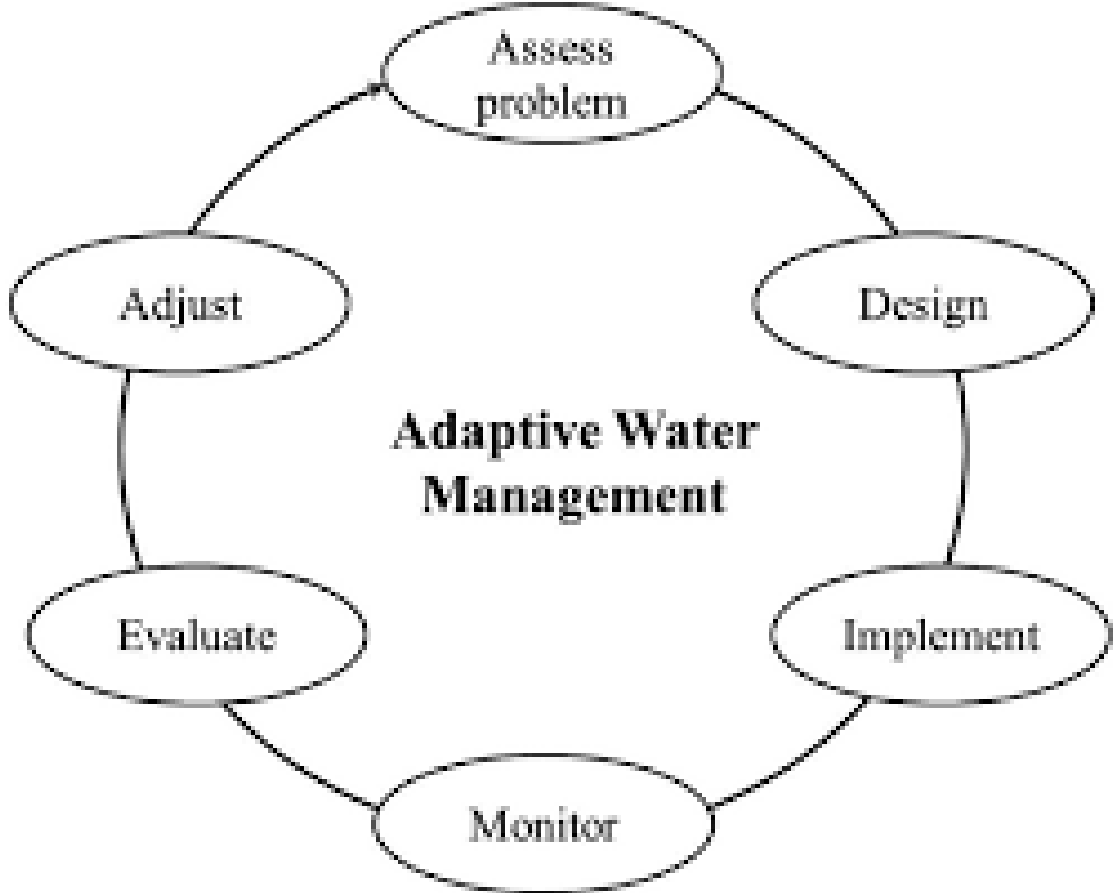 Assess
problem
Design
Implement
Monitor
Evaluate
Adjust
Adaptive Water
Management